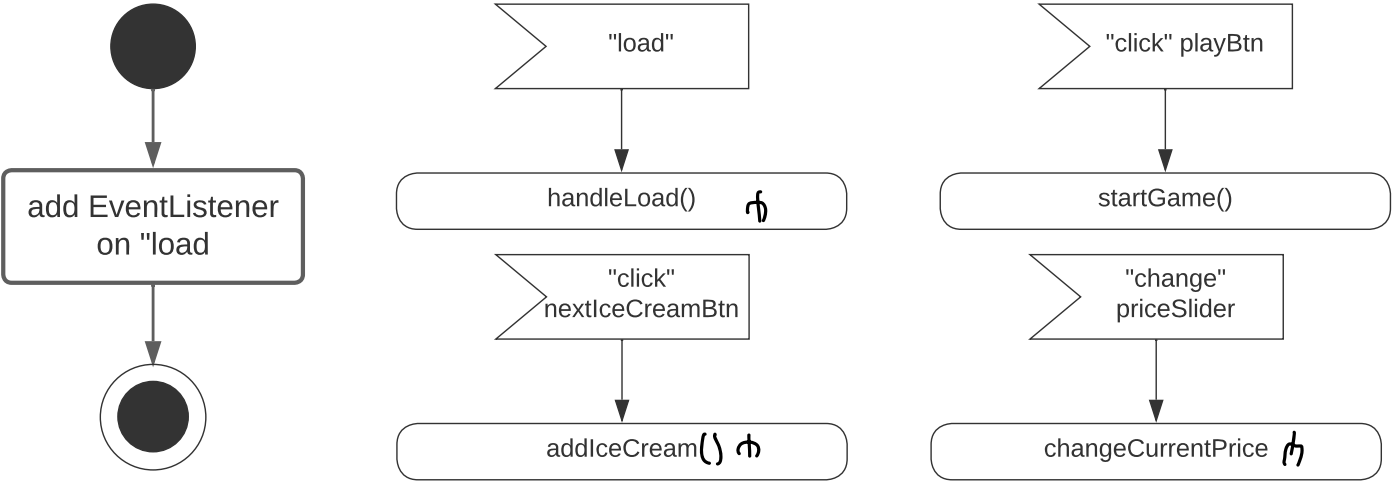 add EventListener
on "load
"load"
handleLoad()
"click" playBtn
startGame()
"click"
nextIceCreamBtn
addIceCream()
"change"
priceSlider
changeCurrentPrice